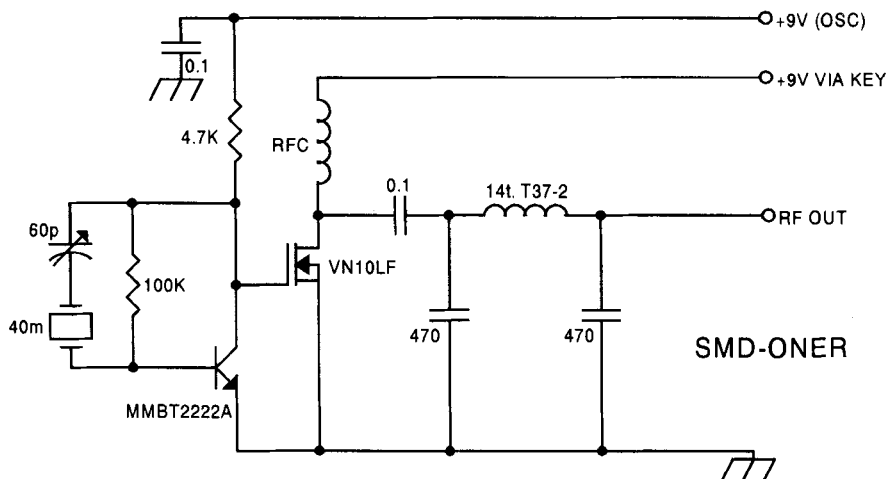 +9V (OSC)
0.1
+9V VIA KEY
4.7K
RFC
0.1
14t. T37-2
60p
RF OUT
VN10LF
100K
40m
470
470
SMD-ONER
MMBT2222A